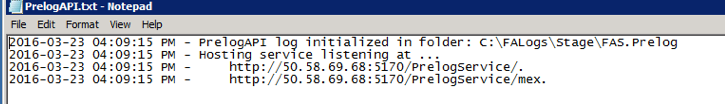 PrelogAPI.txt - Notepad
File Edit Format View Help
2016-03-23 04:09:15 PM - PrelogAPI log initialized in folder: C:\FALogs\Stage\FAS.Prelog
2016-03-23 04:09:15 PM - Hosting service listening at ...
2016-03-23 04:09:15 PM -     http://50.58.69.68:5170/PrelogService/.
2016-03-23 04:09:15 PM -     http://50.58.69.68:5170/PrelogService/mex.